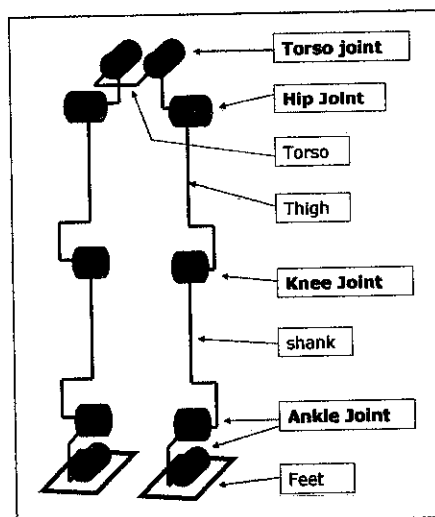 Torso joint
Hip Joint
Torso
Thigh
Knee Joint
shank
Ankle Joint
Feet